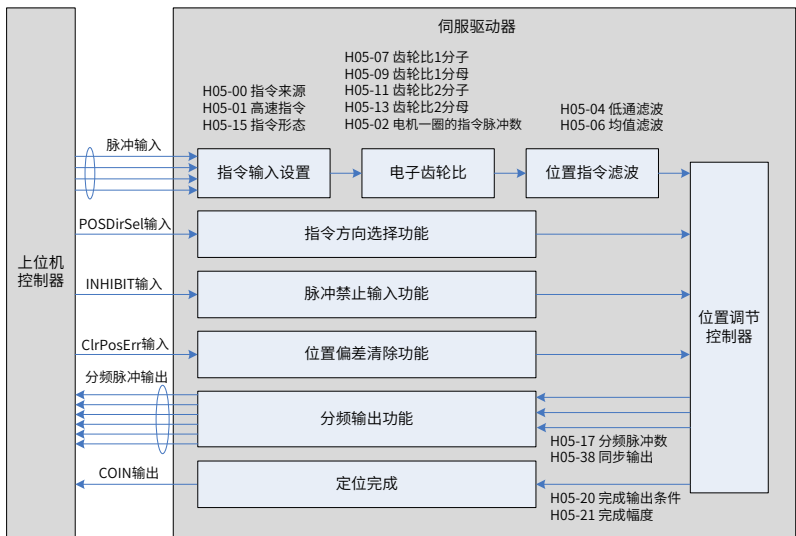 伺服驱动器
H05-07 齿轮比1分子
H05-09 齿轮比1分母
H05-11 齿轮比2分子
H05-13 齿轮比2分母
H05-02 电机一圈的指令脉冲数
H05-00 指令来源
H05-01 高速指令
H05-15 指令形态
H05-04 低通滤波
H05-06 均值滤波
脉冲输入
指令输入设置
电子齿轮比
位置指令滤波
POSDirSel输入
指令方向选择功能
上位机
控制器
INHIBIT输入
脉冲禁止输入功能
位置调节
控制器
ClrPosErr输入
位置偏差清除功能
分频脉冲输出
分频输出功能
H05-17 分频脉冲数
H05-38 同步输出
COIN输出
定位完成
H05-20 完成输出条件
H05-21 完成幅度